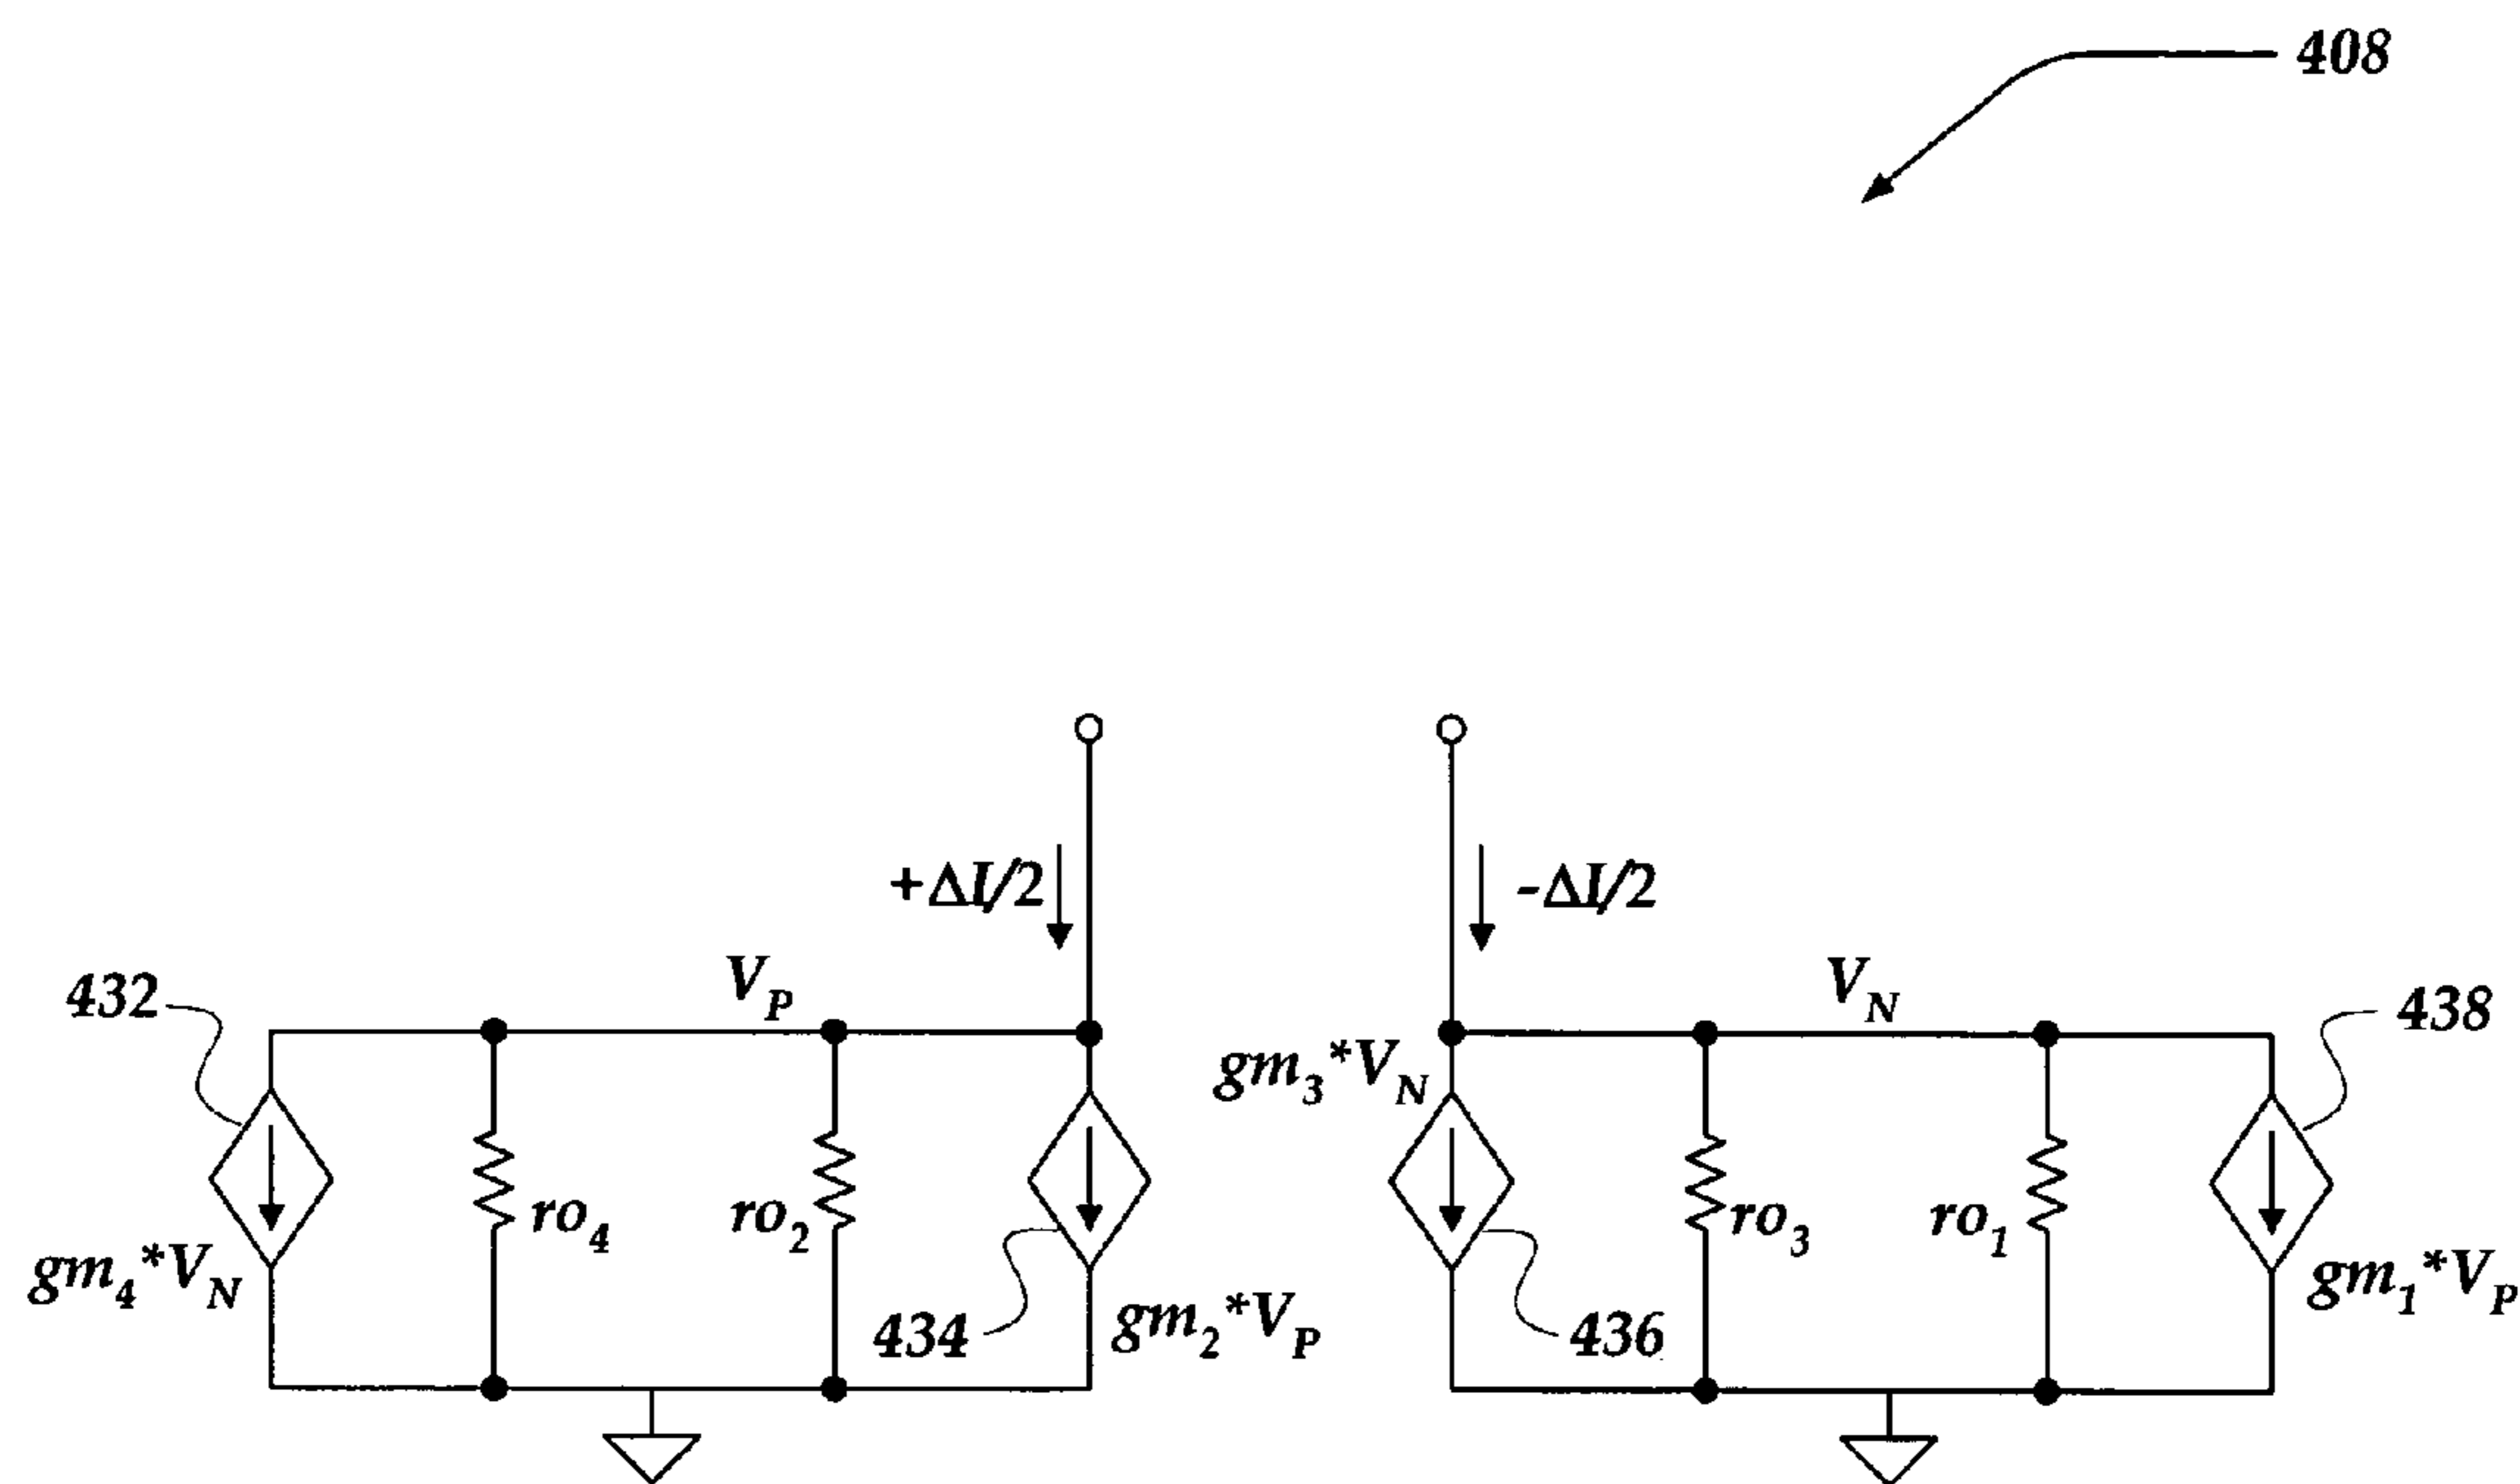 408
+ΔI/2
-ΔI/2
V_P
V_N
432
438
gm_3*V_N
ro_4
ro_2
ro_3
ro_1
gm_4*V_N
434
gm_2*V_P
436
gm_1*V_P